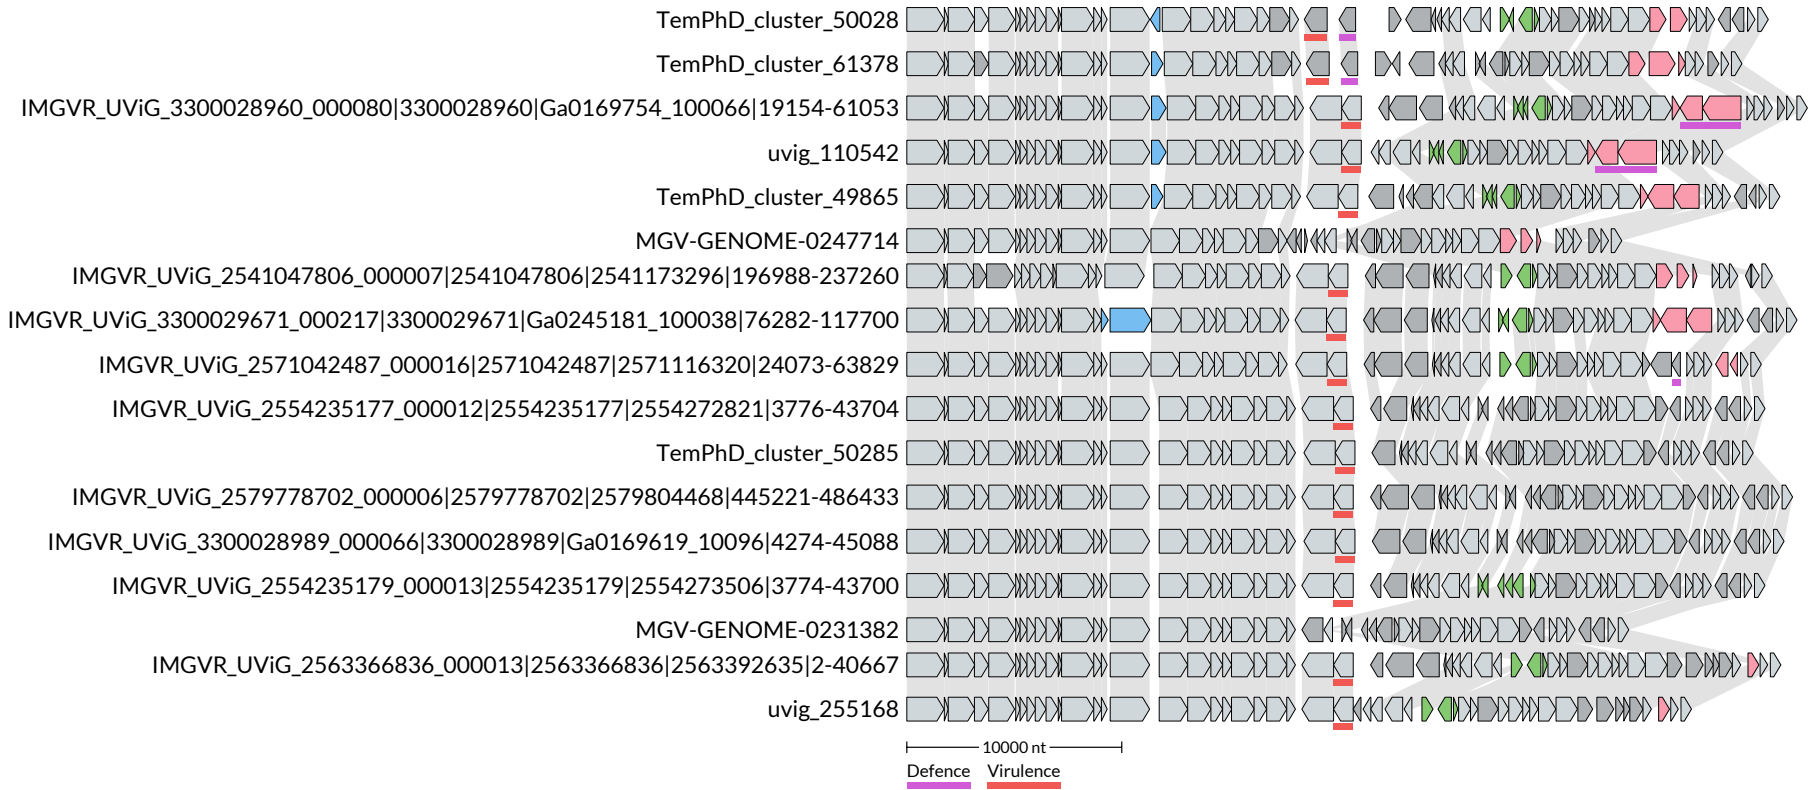 TemPhD_cluster_50028
TemPhD_cluster_61378
IMGVR_UViG_3300028960_000080|3300028960|Ga0169754_100066|19154-61053
uvig_110542
TemPhD_cluster_49865
MGV-GENOME-0247714
IMGVR_UViG_2541047806_000007|2541047806|2541173296|196988-237260
IMGVR_UViG_3300029671_000217|3300029671|Ga0245181_100038|76282-117700
IMGVR_UViG_2571042487_000016|2571042487|2571116320|24073-63829
IMGVR_UViG_2554235177_000012|2554235177|2554272821|3776-43704
TemPhD_cluster_50285
IMGVR_UViG_2579778702_000006|2579778702|2579804468|445221-486433
IMGVR_UViG_3300028989_000066|3300028989|Ga0169619_10096|4274-45088
IMGVR_UViG_2554235179_000013|2554235179|2554273506|3774-43700
MGV-GENOME-0231382
IMGVR_UViG_2563366836_000013|2563366836|2563392635|2-40667
uvig_255168
10000 nt
Defence Virulence